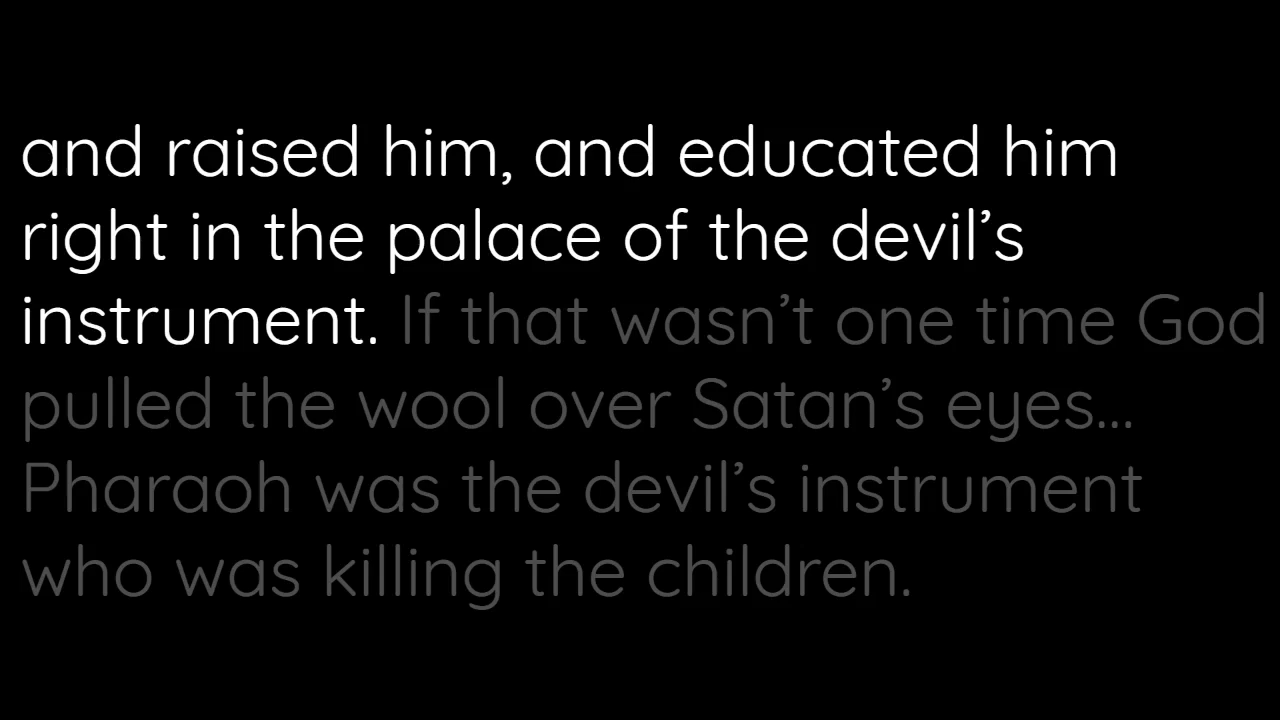 and raised him, and educated him
right in the palace of the devil’s
instrument. If that wasn’t one time God
pulled the wool over Satan’s eyes...
Pharaoh was the devil’s instrument
who was killing the children.